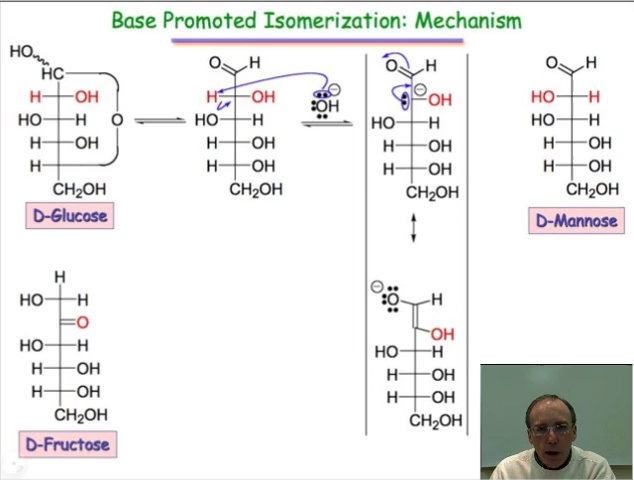 Base Promoted Isomerization: Mechanism
HO
HC
H OH
HO H
O
H OH
H
CH₂OH
D-Glucose
O H
H OH
HO H
H OH
H OH
CH₂OH
OH
O H
OH
HO H
H OH
H OH
CH₂OH
O H
OH
HO H
H OH
H OH
CH₂OH
O H
HO H
HO H
H OH
H OH
CH₂OH
D-Mannose
H
HO H
O
HO H
H OH
H OH
CH₂OH
D-Fructose